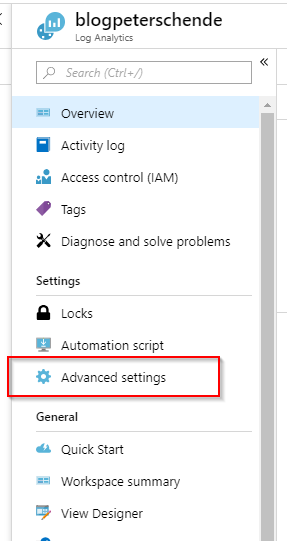 blogpeterschende
Log Analytics
Search (Ctrl+/)
Overview
Activity log
Access control (IAM)
Tags
Diagnose and solve problems
Settings
Locks
Automation script
Advanced settings
General
Quick Start
Workspace summary
View Designer